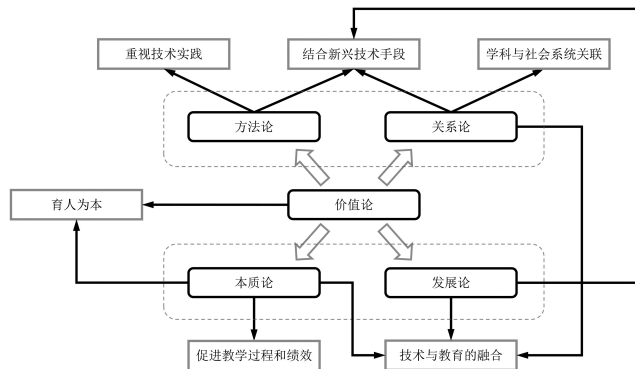 重视技术实践
结合新兴技术手段
学科与社会系统关联
方法论
关系论
育人为本
价值论
本质论
发展论
促进教学过程和绩效
技术与教育的融合